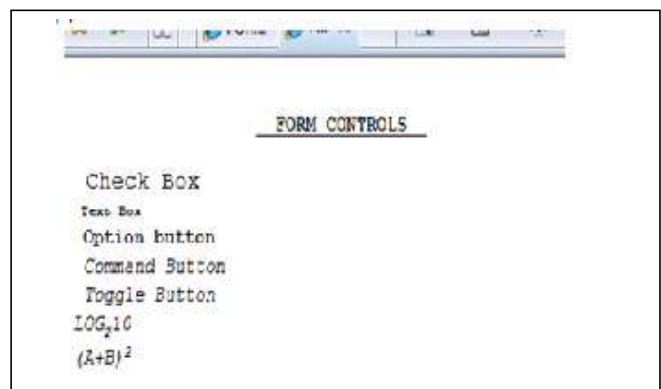 FORM CONTROLS
Check Box
Text Box
Option button
Command Button
Toggle Button
LOG₂10
(A+B)²